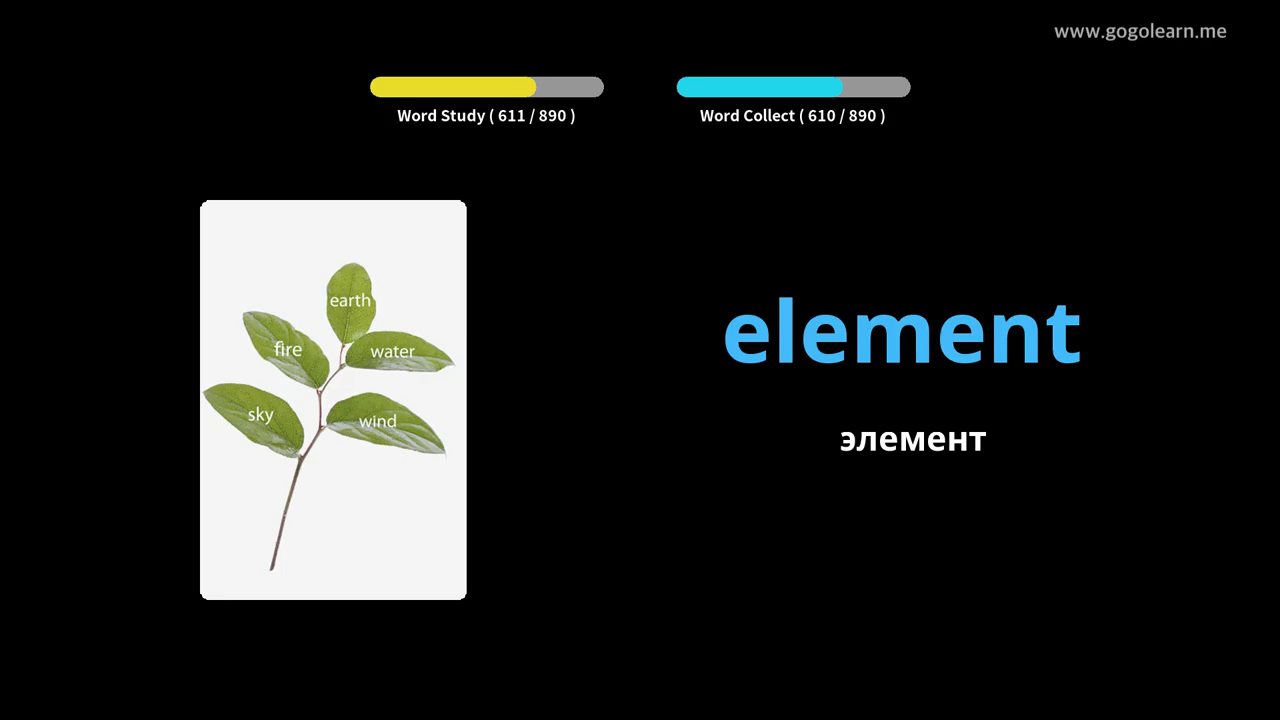 www.gogolearn.me
Word Study ( 611 / 890 )
Word Collect ( 610 / 890 )
earth
fire
water
sky
wind
element
элемент